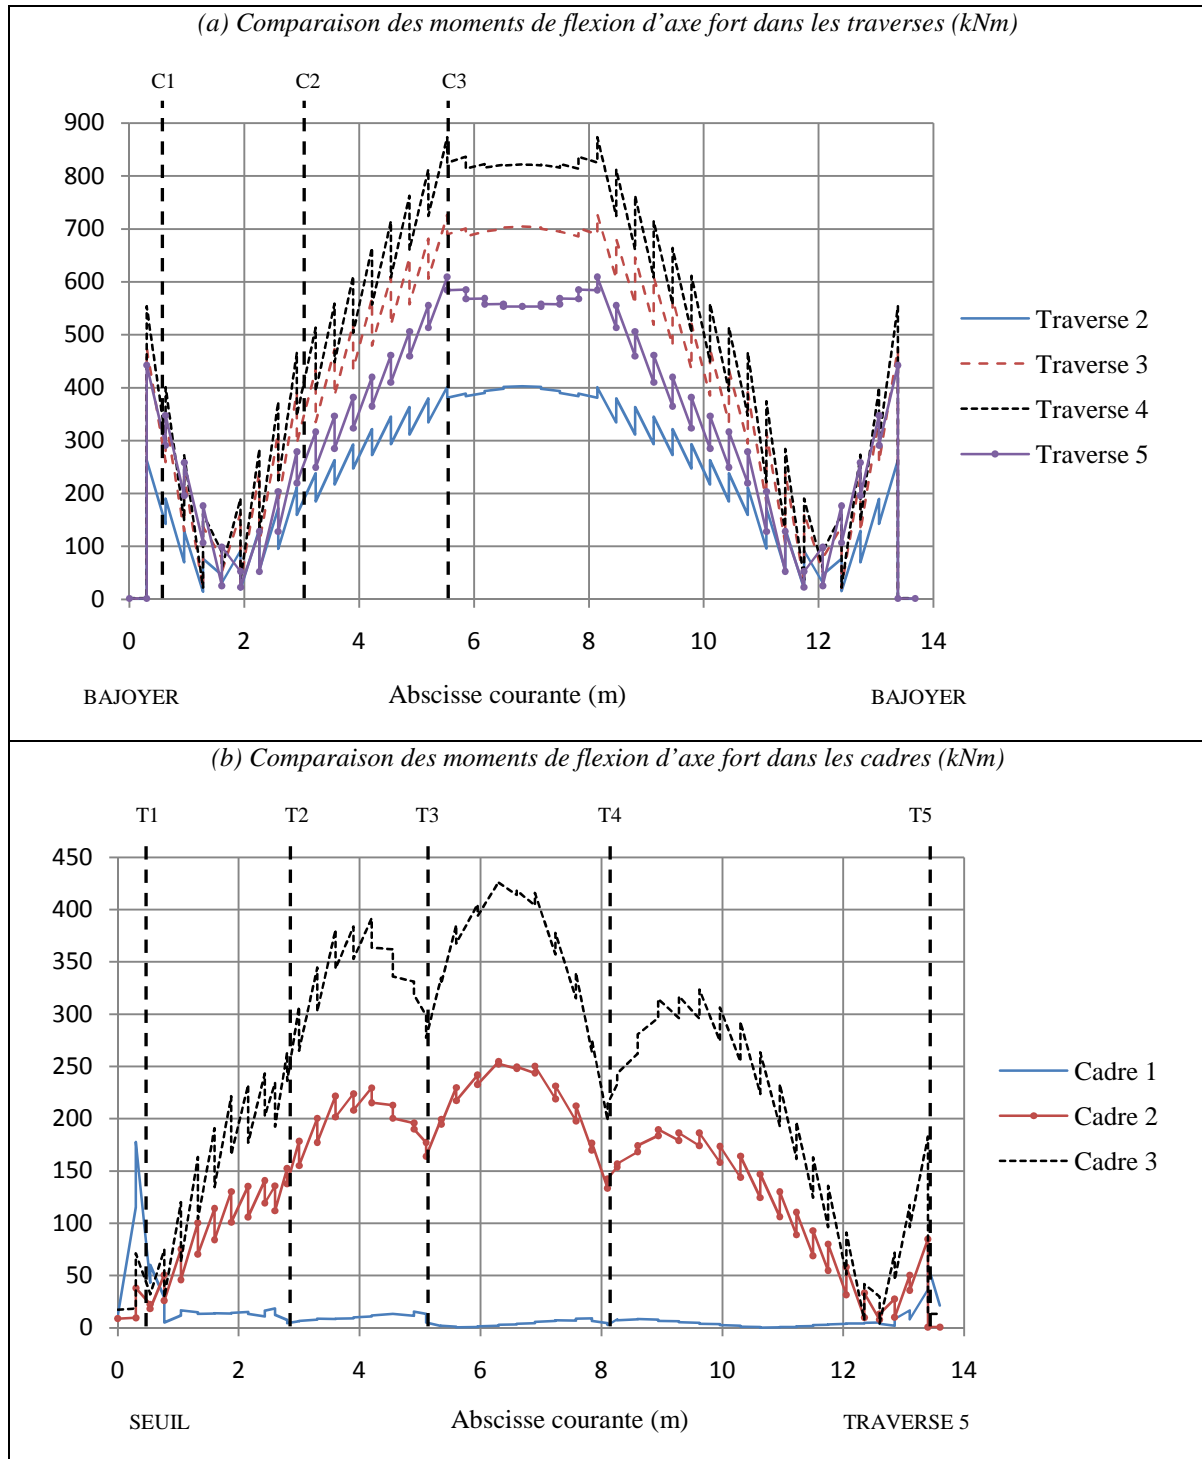 (a) Comparaison des moments de flexion d’axe fort dans les traverses (kNm)
C1 C2 C3
900
800
700
600
500
400
300
200
100
0
0 2 4 6 8 10 12 14
BAJOYER Abscisse courante (m) BAJOYER
Traverse 2
Traverse 3
Traverse 4
Traverse 5
(b) Comparaison des moments de flexion d’axe fort dans les cadres (kNm)
T1 T2 T3 T4 T5
450
400
350
300
250
200
150
100
50
0
0 2 4 6 8 10 12 14
SEUIL Abscisse courante (m) TRAVERSE 5
Cadre 1
Cadre 2
Cadre 3